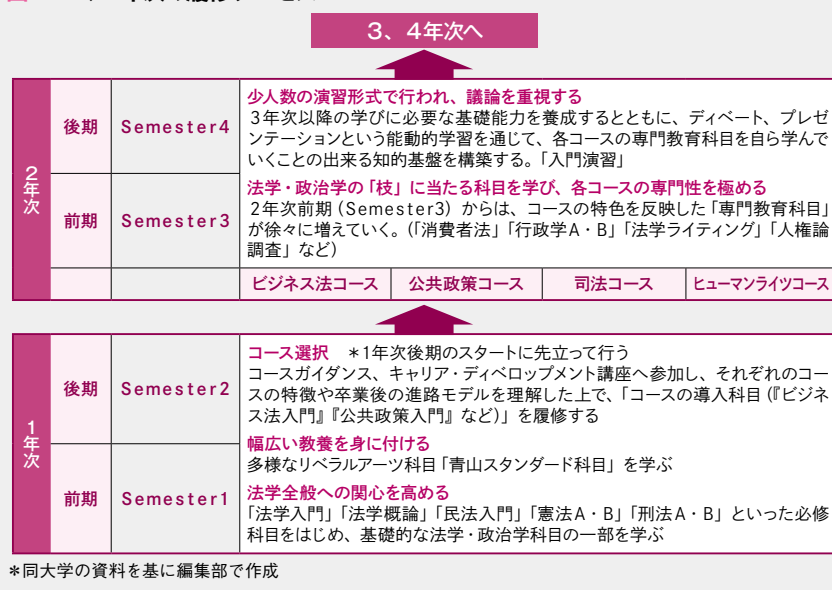 3、4年次へ
2年次
後期
Semester4
少人数の演習形式で行われ、議論を重視する
3年次以降の学びに必要な基礎能力を養成するとともに、ディベート、プレゼ
ンテーションという能動的学習を通じて、各コースの専門教育科目を自ら学んで
いくことの出来る知的基盤を構築する。「入門演習」
前期
Semester3
法学・政治学の「枝」に当たる科目を学び、各コースの専門性を極める
2年次前期(Semester3)からは、コースの特色を反映した「専門教育科目」
が徐々に増えていく。(「消費者法」「行政学A・B」「法学ライティング」「人権論
調査」など)
ビジネス法コース
公共政策コース
司法コース
ヒューマンライツコース
1年次
後期
Semester2
コース選択 *1年次後期のスタートに先立って行う
コースガイダンス、キャリア・ディベロップメント講座へ参加し、それぞれのコー
スの特徴や卒業後の進路モデルを理解した上で、「コースの導入科目(『ビジネ
ス法入門』『公共政策入門』など)」を履修する
幅広い教養を身に付ける
多様なリベラルアーツ科目「青山スタンダード科目」を学ぶ
前期
Semester1
法学全般への関心を高める
「法学入門」「法学概論」「民法入門」「憲法A・B」「刑法A・B」といった必修
科目をはじめ、基礎的な法学・政治学科目の一部を学ぶ
*同大学の資料を基に編集部で作成